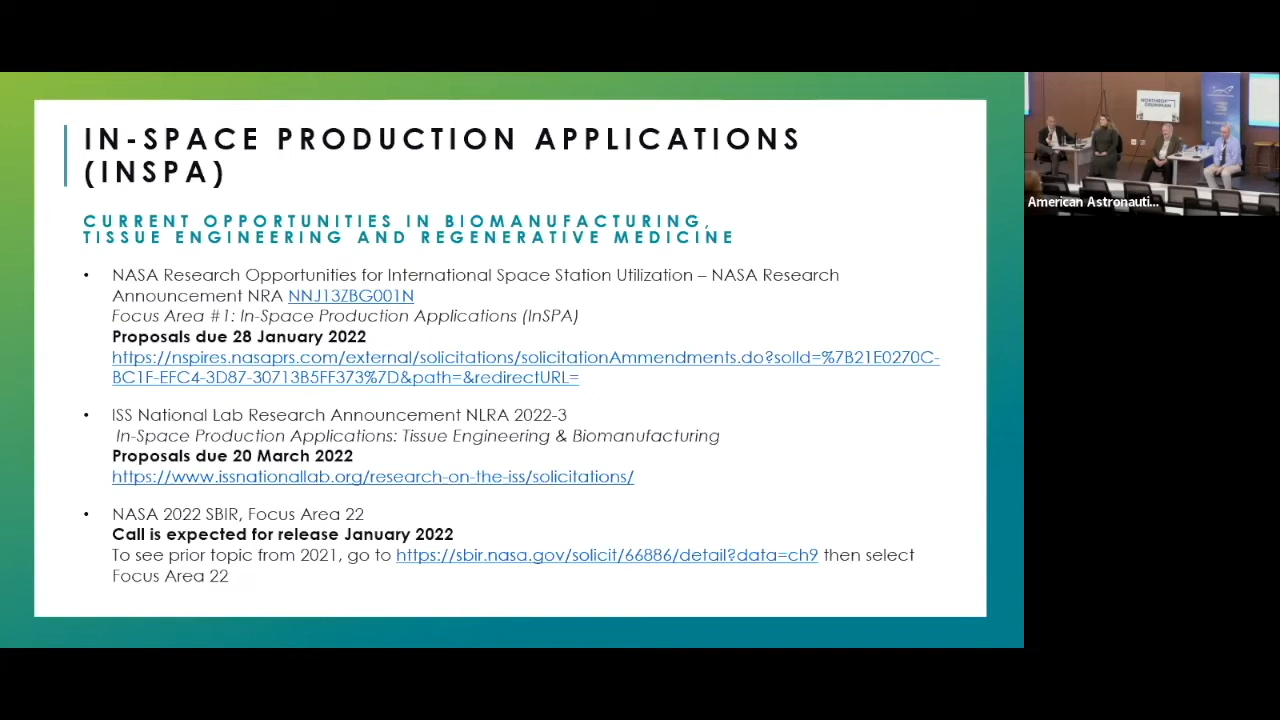 IN-SPACE PRODUCTION APPLICATIONS
(INSPA)
CURRENT OPPORTUNITIES IN BIOMANUFACTURING,
TISSUE ENGINEERING AND REGENERATIVE MEDICINE
• NASA Research Opportunities for International Space Station Utilization – NASA Research
Announcement NRA NNJ13ZBG001N
Focus Area #1: In-Space Production Applications (InSPA)
Proposals due 28 January 2022
https://nspires.nasaprs.com/external/solicitations/solicitationAmmendments.do?solId=%7B21E0270C-
BC1F-EFC4-3D87-30713B5FF373%7D&path=&redirectURL=
• ISS National Lab Research Announcement NLRA 2022-3
In-Space Production Applications: Tissue Engineering & Biomanufacturing
Proposals due 20 March 2022
https://www.issnationallab.org/research-on-the-iss/solicitations/
• NASA 2022 SBIR, Focus Area 22
Call is expected for release January 2022
To see prior topic from 2021, go to https://sbir.nasa.gov/solicit/66886/detail?data=ch9 then select
Focus Area 22
NORTHROP
GRUMMAN
American Astronauti...